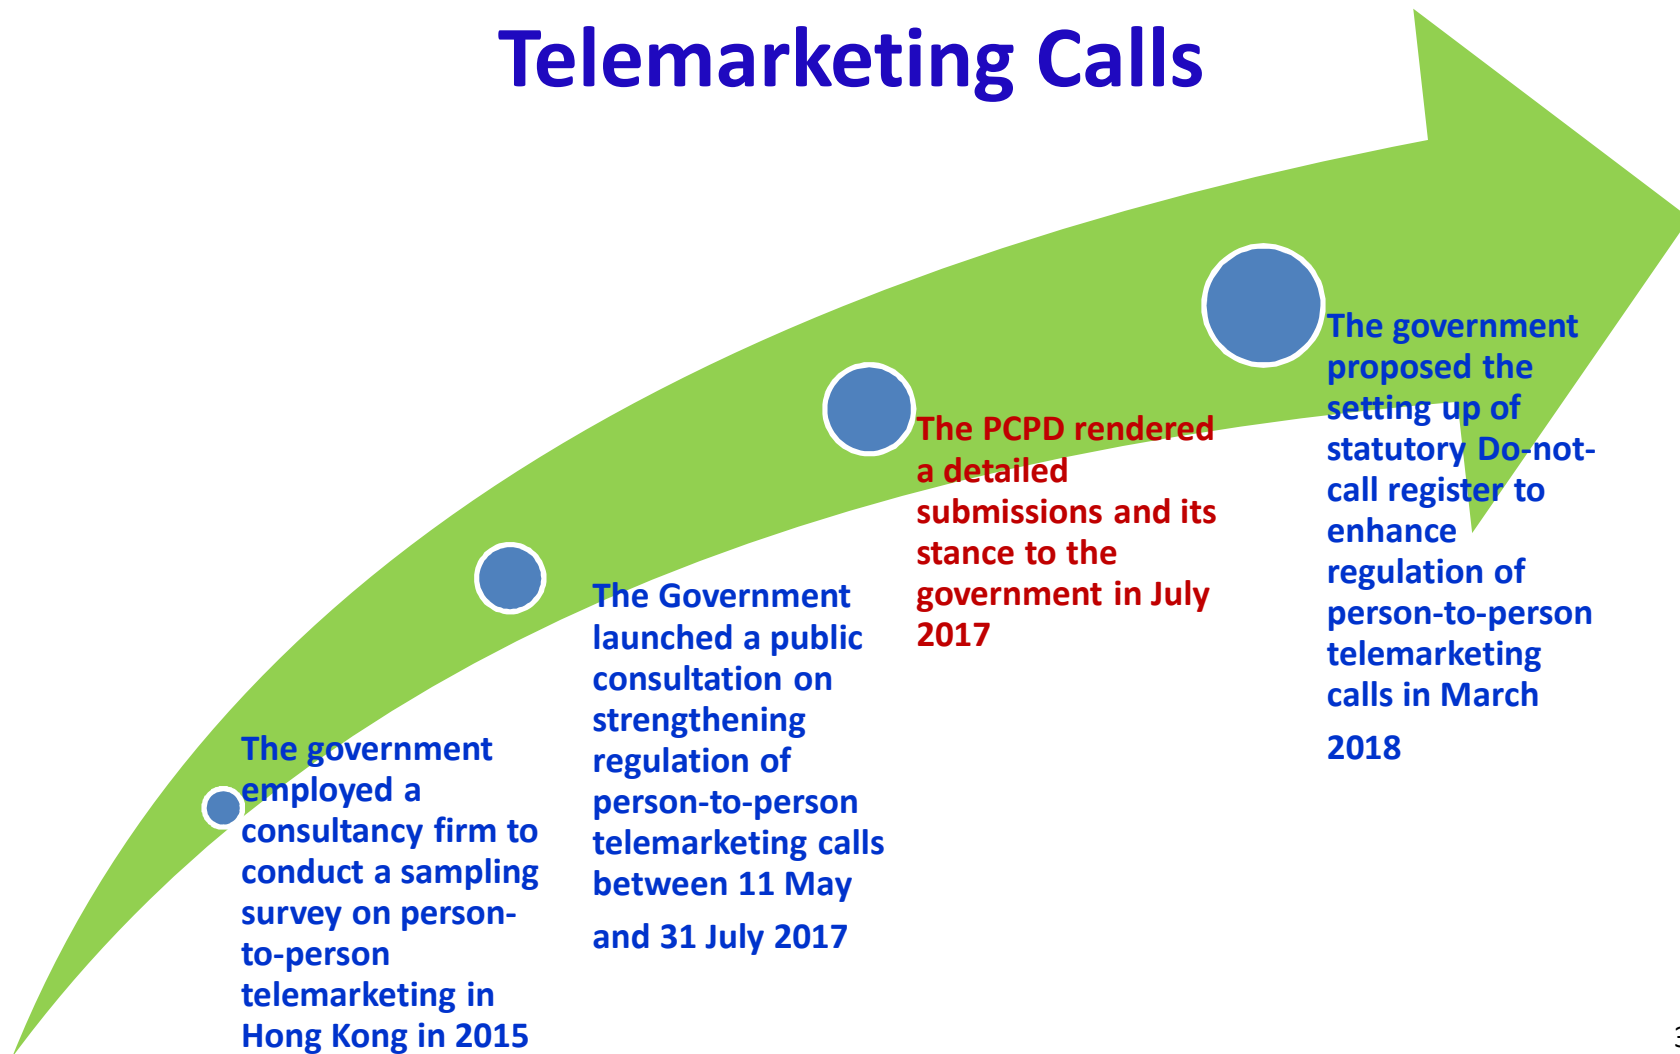 Telemarketing Calls
The government
employed a
consultancy firm to
conduct a sampling
survey on person-
to-person
telemarketing in
Hong Kong in 2015
The Government
launched a public
consultation on
strengthening
regulation of
person-to-person
telemarketing calls
between 11 May
and 31 July 2017
The PCPD rendered
a detailed
submissions and its
stance to the
government in July
2017
The government
proposed the
setting up of
statutory Do-not-
call register to
enhance
regulation of
person-to-person
telemarketing
calls in March
2018